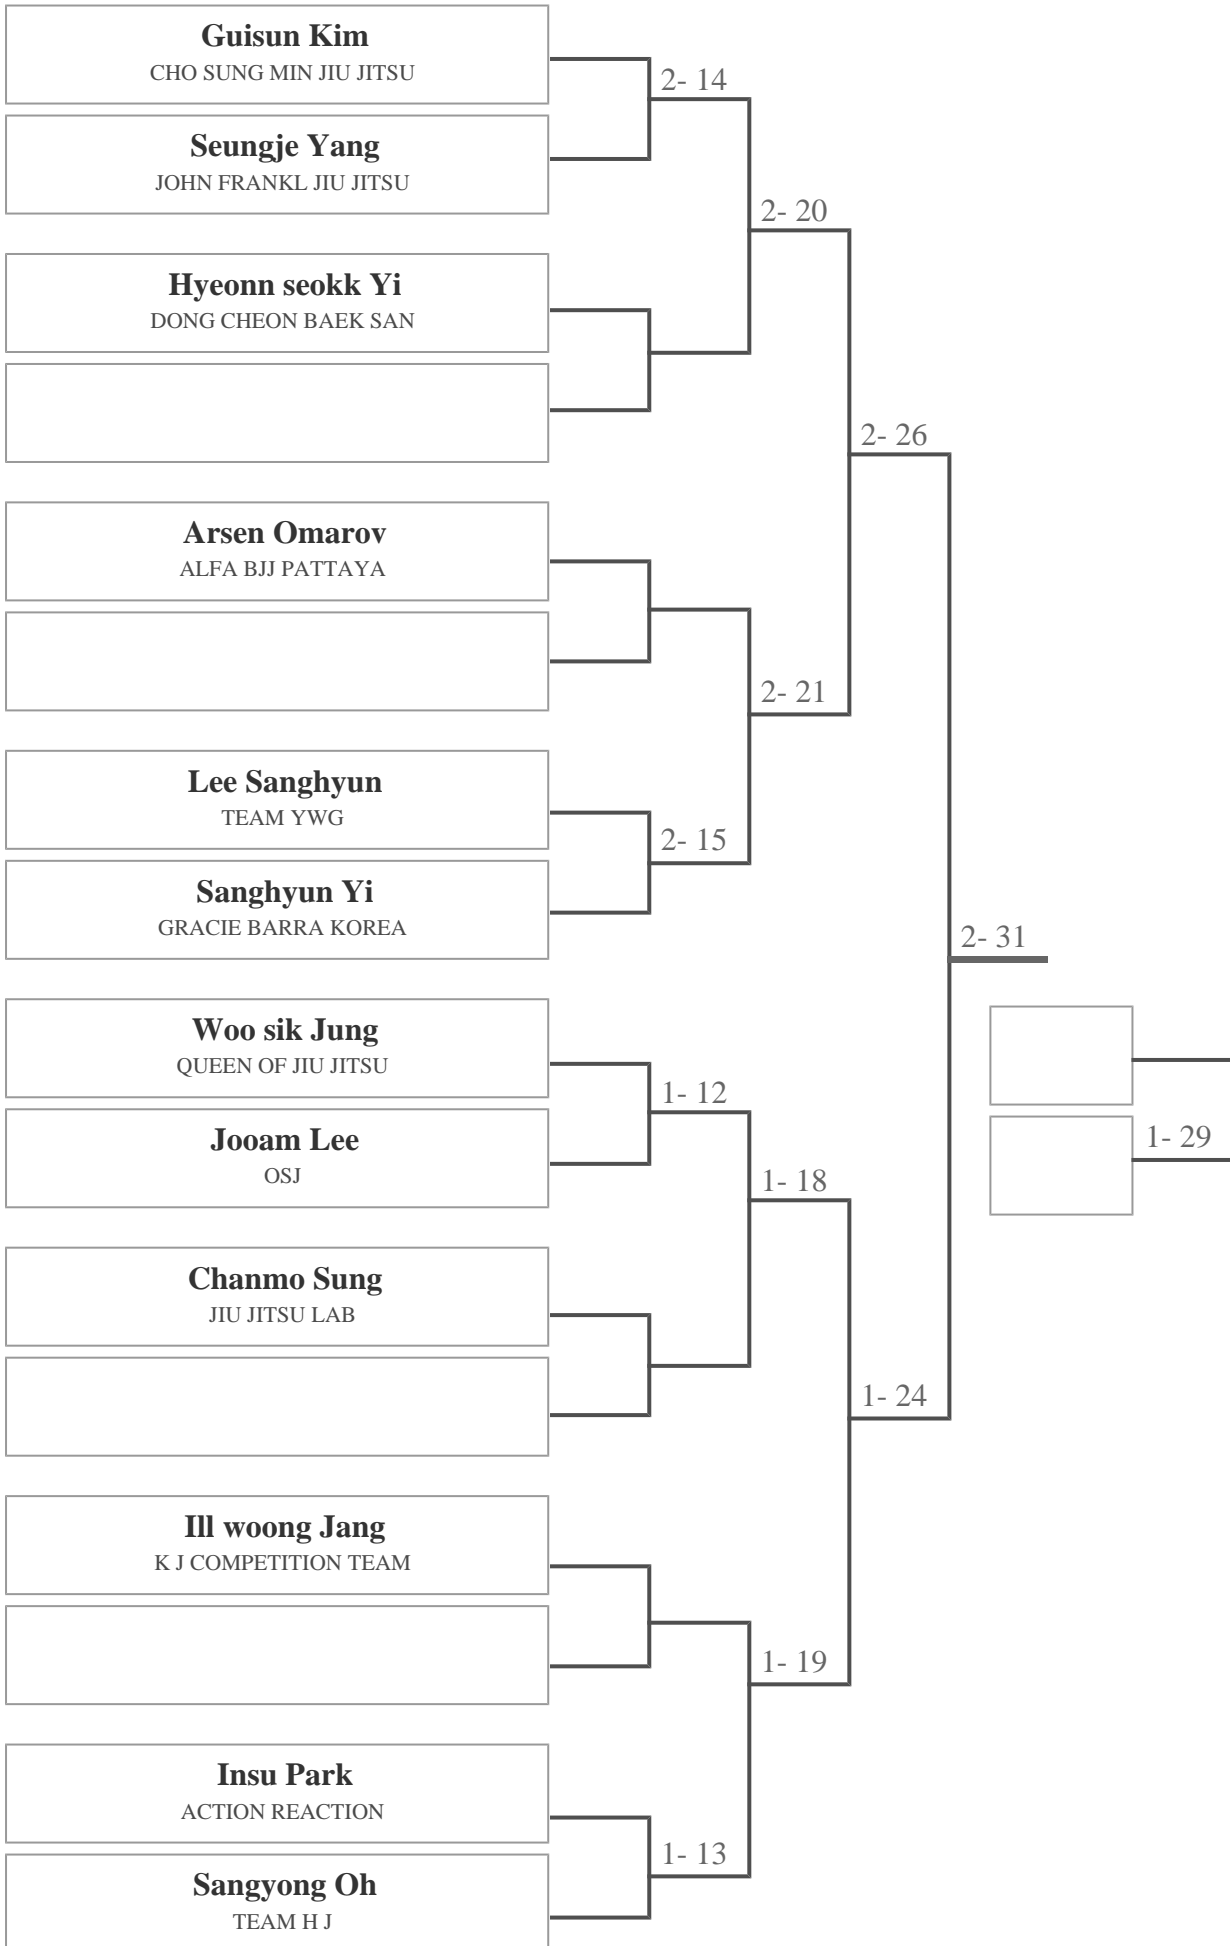 Guisun Kim
CHO SUNG MIN JIU JITSU
2- 14
Seungje Yang
JOHN FRANKL JIU JITSU
2- 20
Hyeonn seokk Yi
DONG CHEON BAEK SAN
2- 26
Arsen Omarov
ALFA BJJ PATTAYA
2- 21
Lee Sanghyun
TEAM YWG
2- 15
Sanghyun Yi
GRACIE BARRA KOREA
2- 31
Woo sik Jung
QUEEN OF JIU JITSU
1- 12
Jooam Lee
OSJ
1- 29
1- 18
Chanmo Sung
JIU JITSU LAB
1- 24
Ill woong Jang
K J COMPETITION TEAM
1- 19
Insu Park
ACTION REACTION
1- 13
Sangyong Oh
TEAM H J